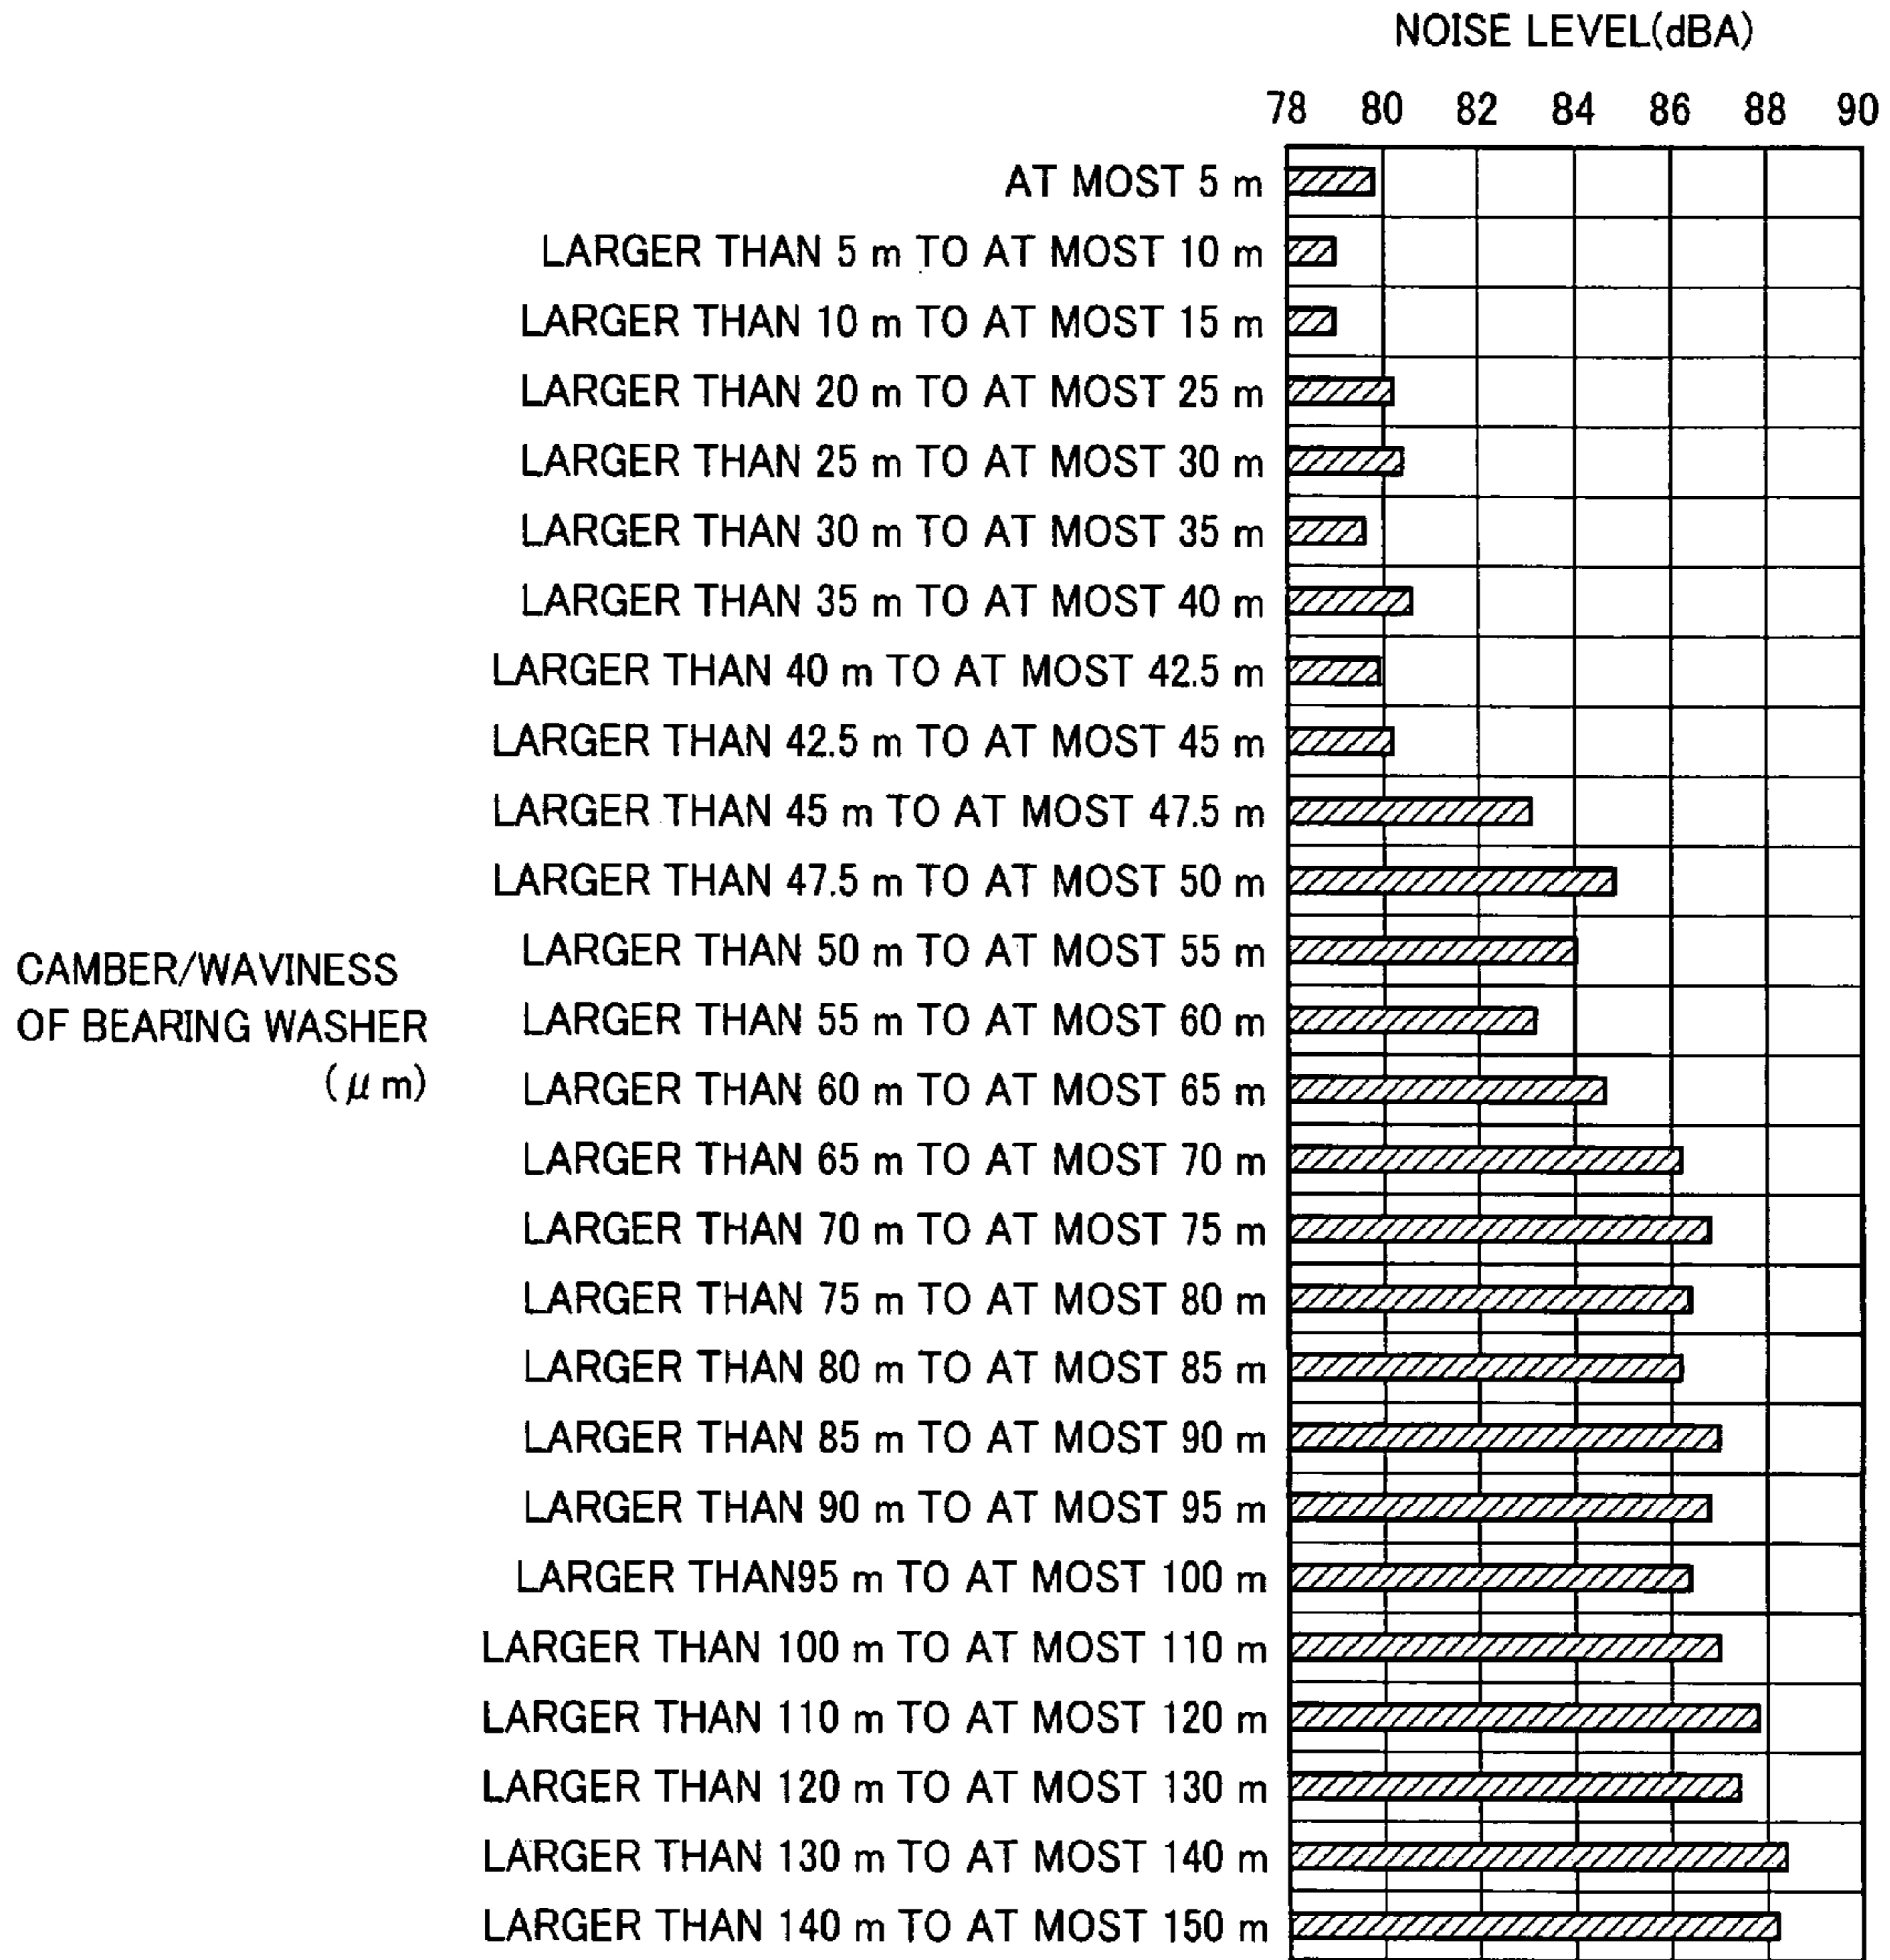 NOISE LEVEL(dBA)
78 80 82 84 86 88 90
AT MOST 5 m
LARGER THAN 5 m TO AT MOST 10 m
LARGER THAN 10 m TO AT MOST 15 m
LARGER THAN 20 m TO AT MOST 25 m
LARGER THAN 25 m TO AT MOST 30 m
LARGER THAN 30 m TO AT MOST 35 m
LARGER THAN 35 m TO AT MOST 40 m
LARGER THAN 40 m TO AT MOST 42.5 m
LARGER THAN 42.5 m TO AT MOST 45 m
LARGER THAN 45 m TO AT MOST 47.5 m
LARGER THAN 47.5 m TO AT MOST 50 m
LARGER THAN 50 m TO AT MOST 55 m
LARGER THAN 55 m TO AT MOST 60 m
LARGER THAN 60 m TO AT MOST 65 m
LARGER THAN 65 m TO AT MOST 70 m
LARGER THAN 70 m TO AT MOST 75 m
LARGER THAN 75 m TO AT MOST 80 m
LARGER THAN 80 m TO AT MOST 85 m
LARGER THAN 85 m TO AT MOST 90 m
LARGER THAN 90 m TO AT MOST 95 m
LARGER THAN95 m TO AT MOST 100 m
LARGER THAN 100 m TO AT MOST 110 m
LARGER THAN 110 m TO AT MOST 120 m
LARGER THAN 120 m TO AT MOST 130 m
LARGER THAN 130 m TO AT MOST 140 m
LARGER THAN 140 m TO AT MOST 150 m
CAMBER/WAVINESS
OF BEARING WASHER
(μm)